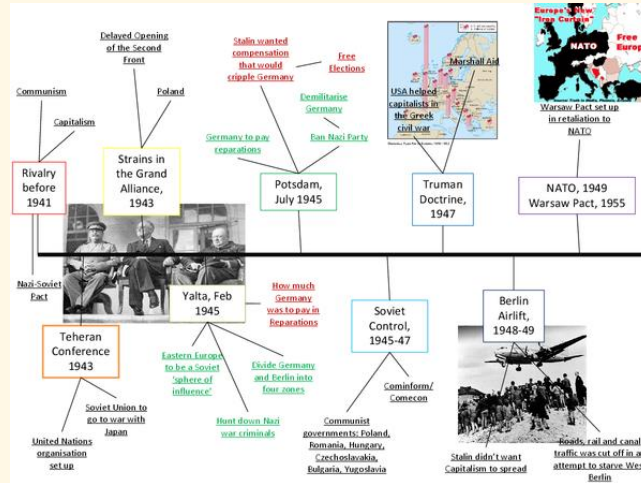 Delayed Opening
of the Second
Front
Communism
Poland
Capitalism
Rivalry
before
1941
Strains in
the Grand
Alliance,
1943
Stalin wanted
compensation
that would
cripple Germany
Free
Elections
Demilitarise
Germany
Germany to pay
reparations
Ban Nazi Party
Potsdam,
July 1945
Marshall Aid
USA helped
capitalists in
the Greek
civil war
Truman
Doctrine,
1947
Europe's New
"Iron Curtain"
Free
NATO
Warsaw Pact set up
in retaliation to
NATO
NATO, 1949
Warsaw Pact, 1955
Nazi-Soviet
Pact
Teheran
Conference
1943
Soviet Union to
go to war with
Japan
United Nations
organisation
set up
Yalta, Feb
1945
How much
Germany
was to pay in
Reparations
Eastern Europe
to be a Soviet
'sphere of
influence'
Divide Germany
and Berlin into
four zones
Hunt down Nazi
war criminals
Soviet
Control,
1945-47
Cominform/
Comecon
Communist
governments: Poland,
Romania, Hungary,
Czechoslavakia,
Bulgaria, Yugoslavia
Berlin
Airlift,
1948-49
Stalin didn't want
Capitalism to spread
Roads, rail and canal
traffic was cut off in an
attempt to starve West
Berlin